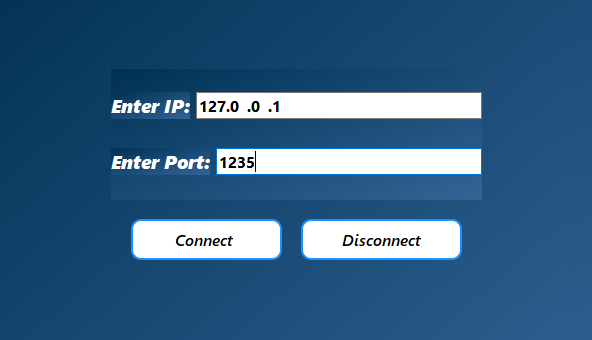 Enter IP: 127.0  .0  .1
Enter Port: 1235
Connect Disconnect